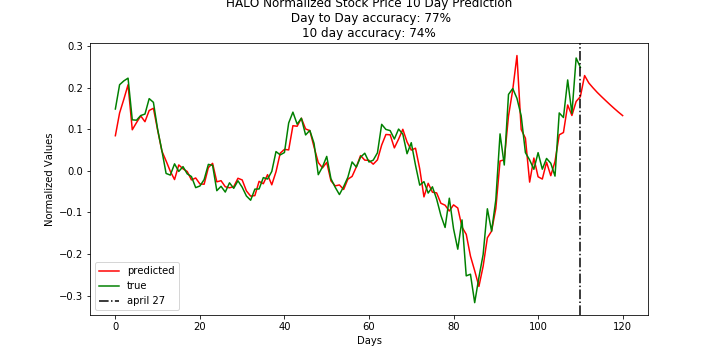 HALO Normalized Stock Price 10 Day Prediction
Day to Day accuracy: 77%
10 day accuracy: 74%
0.3
0.2
0.1
0.0
−0.1
−0.2
−0.3
Normalized Values
predicted
true
april 27
0
20
40
60
80
100
120
Days